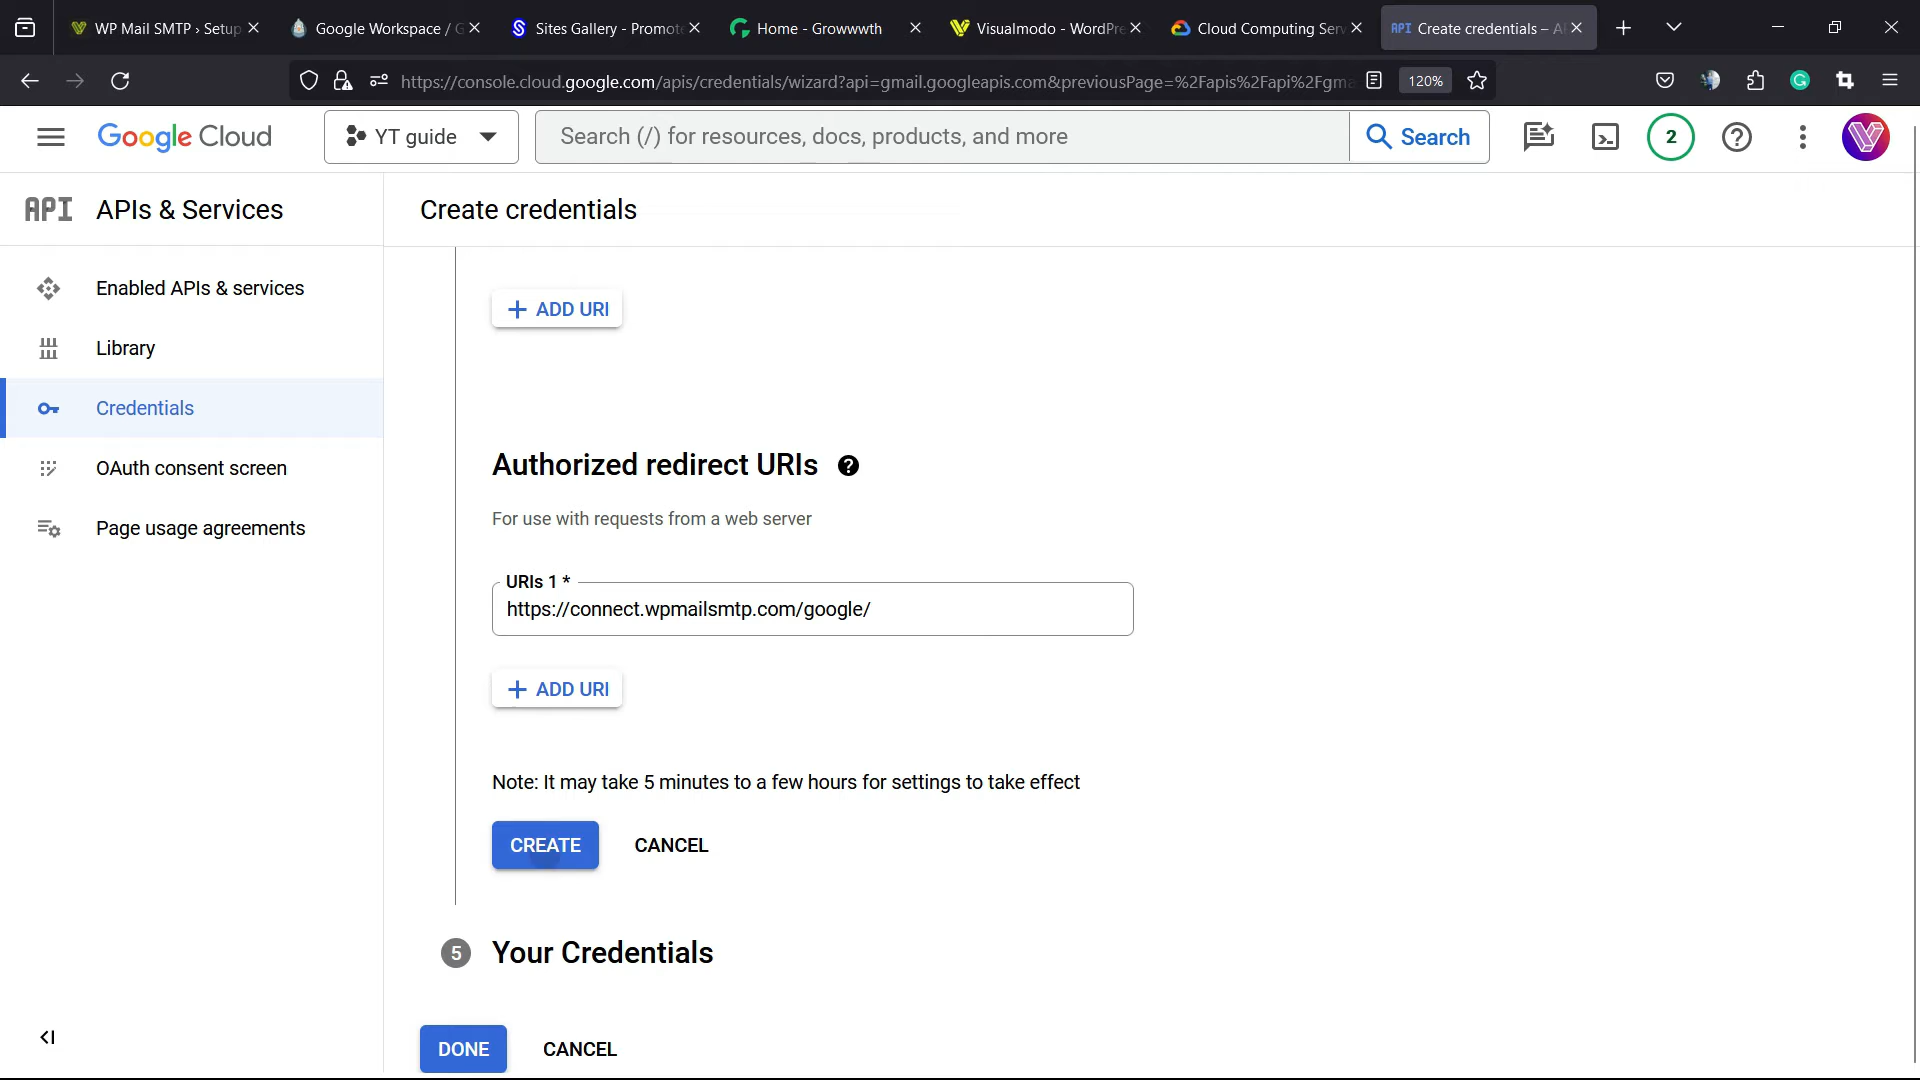 WP Mail SMTP › Setup
Google Workspace / G
Sites Gallery - Promote
Home - Growwwth
Visualmodo - WordPre
Cloud Computing Serv
API Create credentials – A
https://console.cloud.google.com/apis/credentials/wizard?api=gmail.googleapis.com&previousPage=%2Fapis%2Fapi%2Fgma
120%
Google Cloud
YT guide
Search (/) for resources, docs, products, and more
Search
2
API APIs & Services
Create credentials
Enabled APIs & services
Library
Credentials
OAuth consent screen
Page usage agreements
+ ADD URI
Authorized redirect URIs
For use with requests from a web server
URIs 1 *
https://connect.wpmailsmtp.com/google/
+ ADD URI
Note: It may take 5 minutes to a few hours for settings to take effect
CREATE
CANCEL
5 Your Credentials
DONE
CANCEL